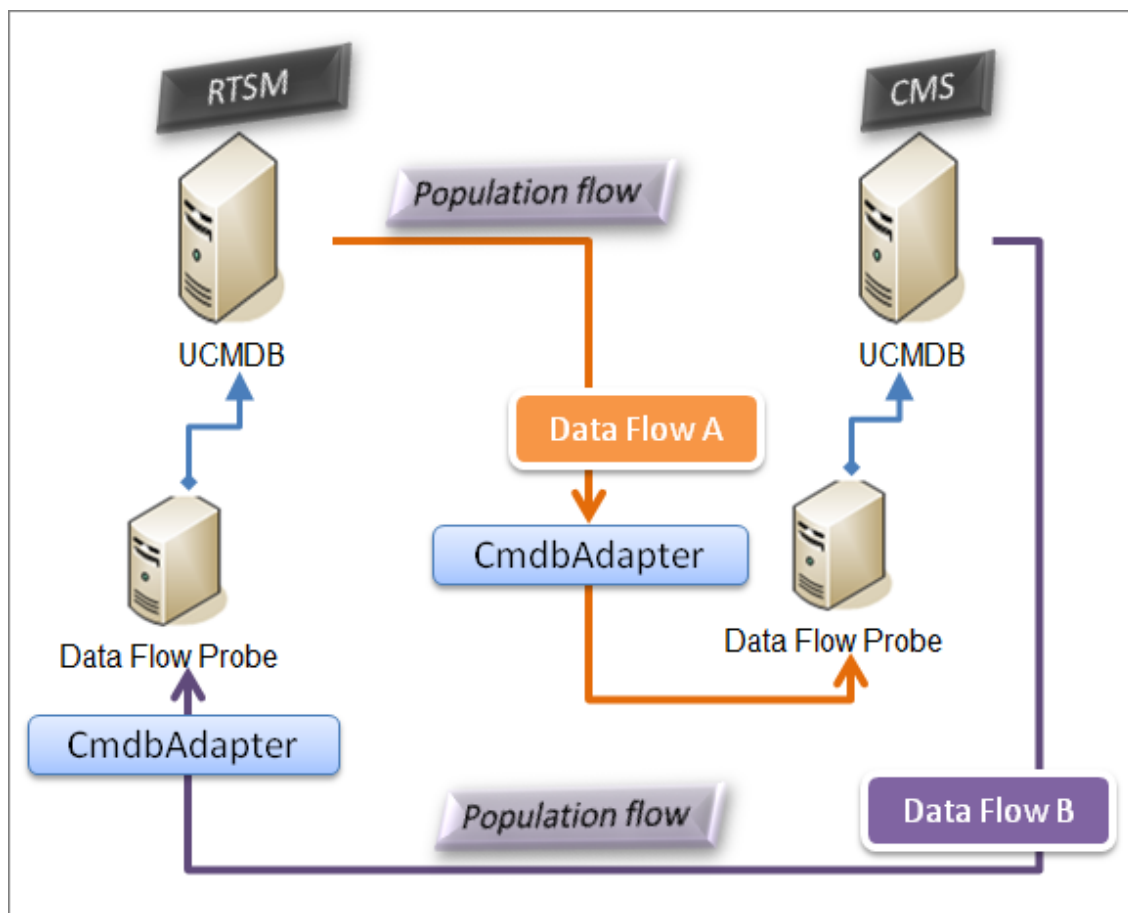 RTSM
CMS
Population flow
UCMDB
UCMDB
Data Flow A
CmdbAdapter
Data Flow Probe
Data Flow Probe
CmdbAdapter
Population flow
Data Flow B